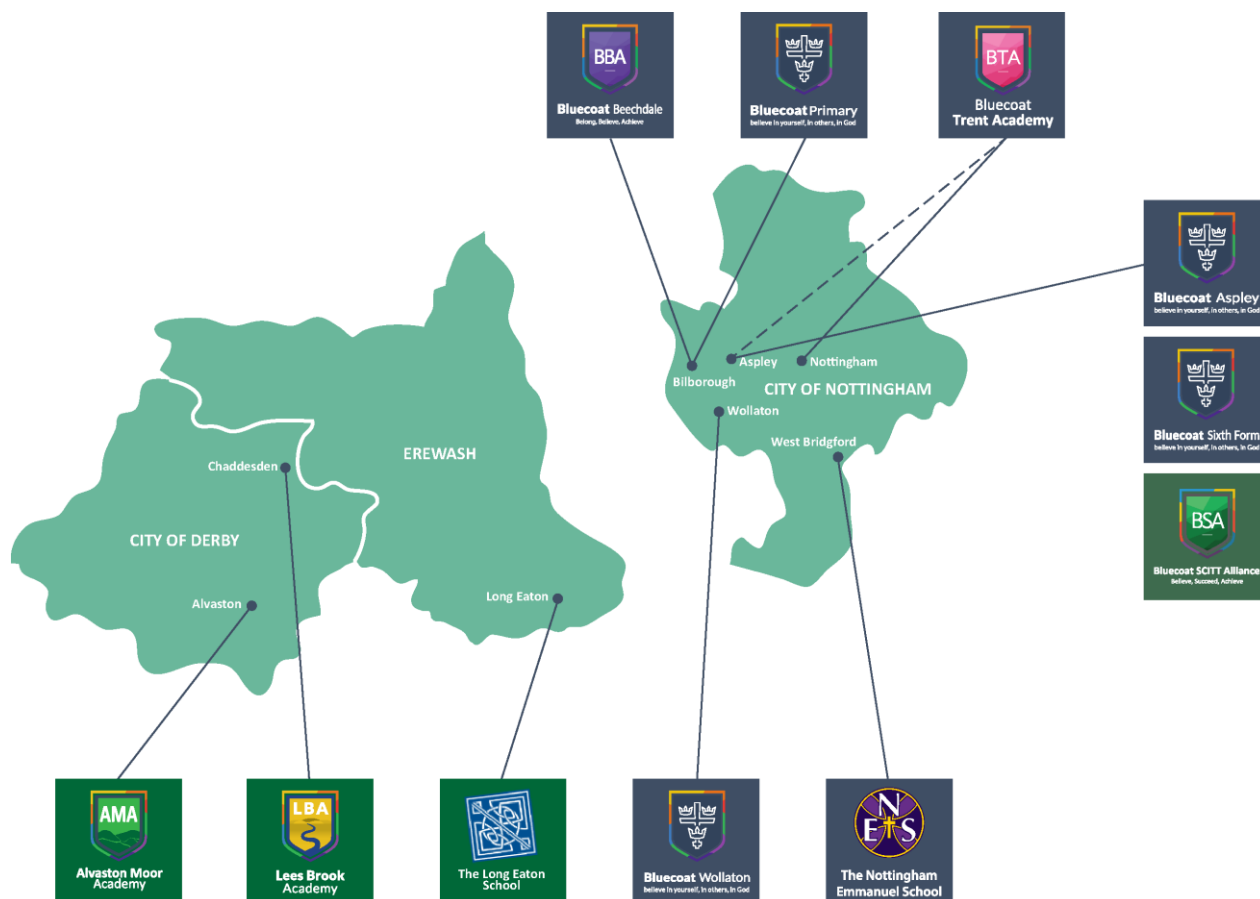 BBA
Bluecoat Beechdale
Belong, Believe, Achieve
Bluecoat Primary
believe in yourself, in others, in God
BTA
Bluecoat
Trent Academy
Bluecoat Aspley
believe in yourself, in others, in God
Bluecoat Sixth Form
believe in yourself, in others, in God
BSA
Bluecoat SCITT Alliance
Believe, Succeed, Achieve
Aspley
Nottingham
Bilborough
CITY OF NOTTINGHAM
Wollaton
West Bridgford
EREWASH
Chaddesden
CITY OF DERBY
Alvaston
Long Eaton
AMA
Alvaston Moor
Academy
LBA
Lees Brook
Academy
The Long Eaton
School
Bluecoat Wollaton
believe in yourself, in others, in God
N
E S
The Nottingham
Emmanuel School